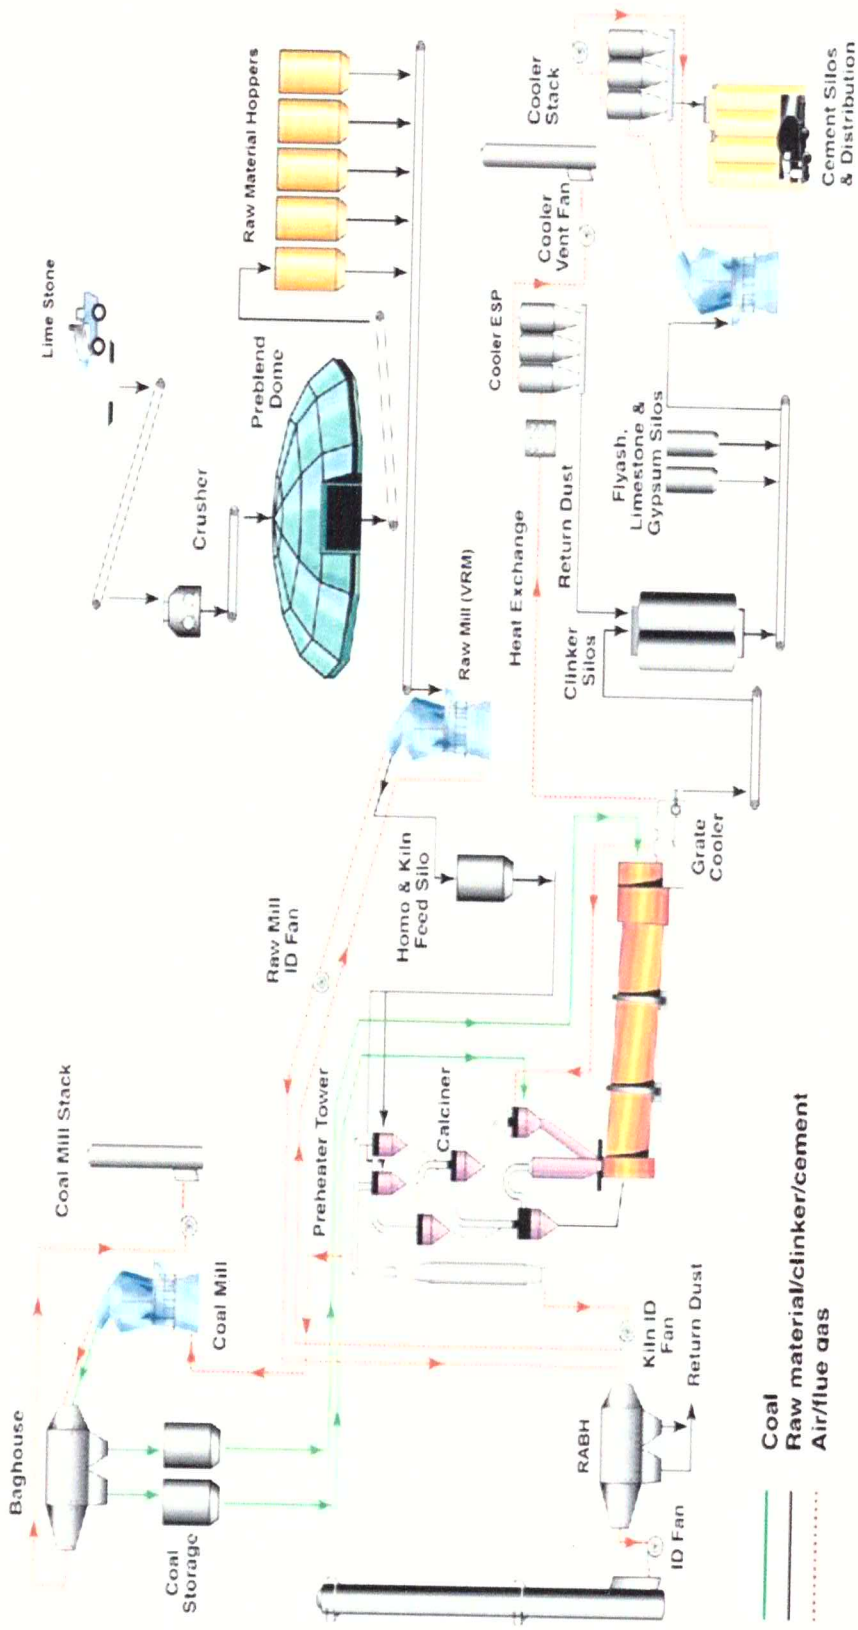 Lime Stone
Crusher
Preblend
Dome
Raw Material Hoppers
Raw Mill (VRM)
Raw Mill
ID Fan
Homo & Kiln
Feed Silo
Coal Mill Stack
Coal Mill
Baghouse
Coal
Storage
Preheater Tower
Calciner
Kiln ID
Fan
RABH
Return Dust
ID Fan
Grate
Cooler
Heat Exchange
Return Dust
Clinker
Silos
Cooler ESP
Cooler
Vent Fan
Cooler
Stack
Flyash,
Limestone &
Gypsum Silos
Cement Silos
& Distribution
Coal
Raw material/clinker/cement
Air/flue gas